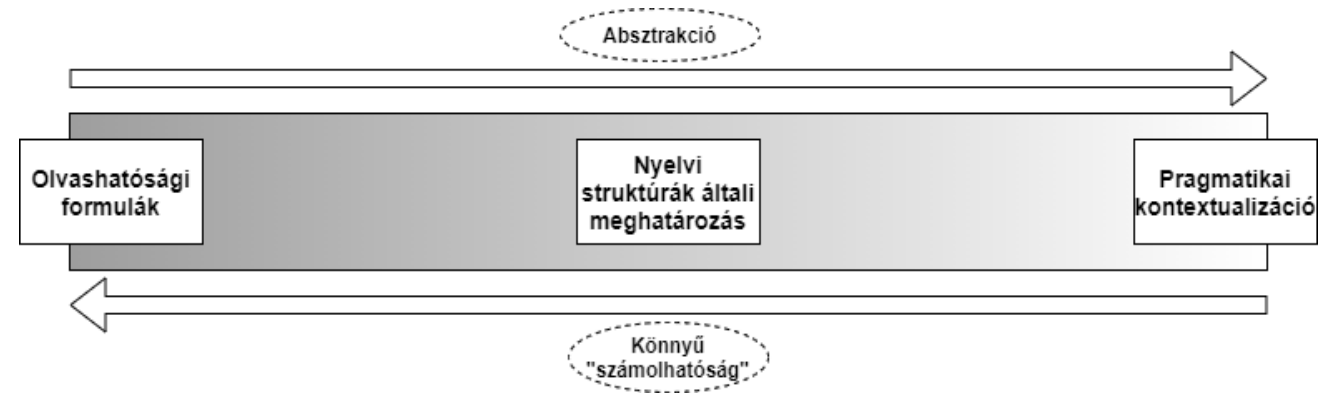 Absztrakció
Olvashatósági
formulák
Nyelvi
struktúrák általi
meghatározás
Pragmatikai
kontextualizáció
Könnyű
"számolhatóság"